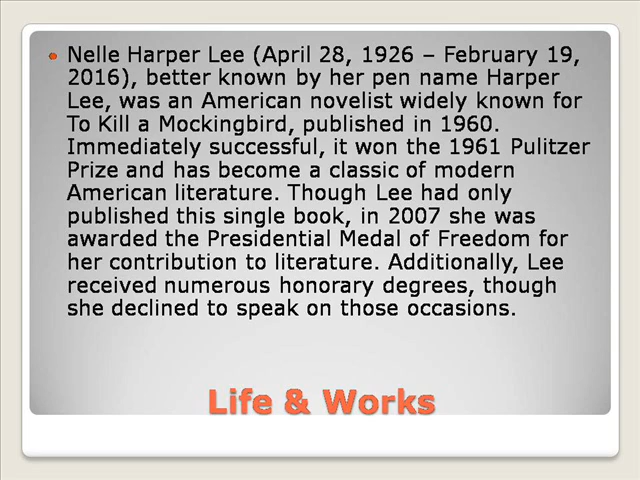 Nelle Harper Lee (April 28, 1926 – February 19,
2016), better known by her pen name Harper
Lee, was an American novelist widely known for
To Kill a Mockingbird, published in 1960.
Immediately successful, it won the 1961 Pulitzer
Prize and has become a classic of modern
American literature. Though Lee had only
published this single book, in 2007 she was
awarded the Presidential Medal of Freedom for
her contribution to literature. Additionally, Lee
received numerous honorary degrees, though
she declined to speak on those occasions.
Life & Works